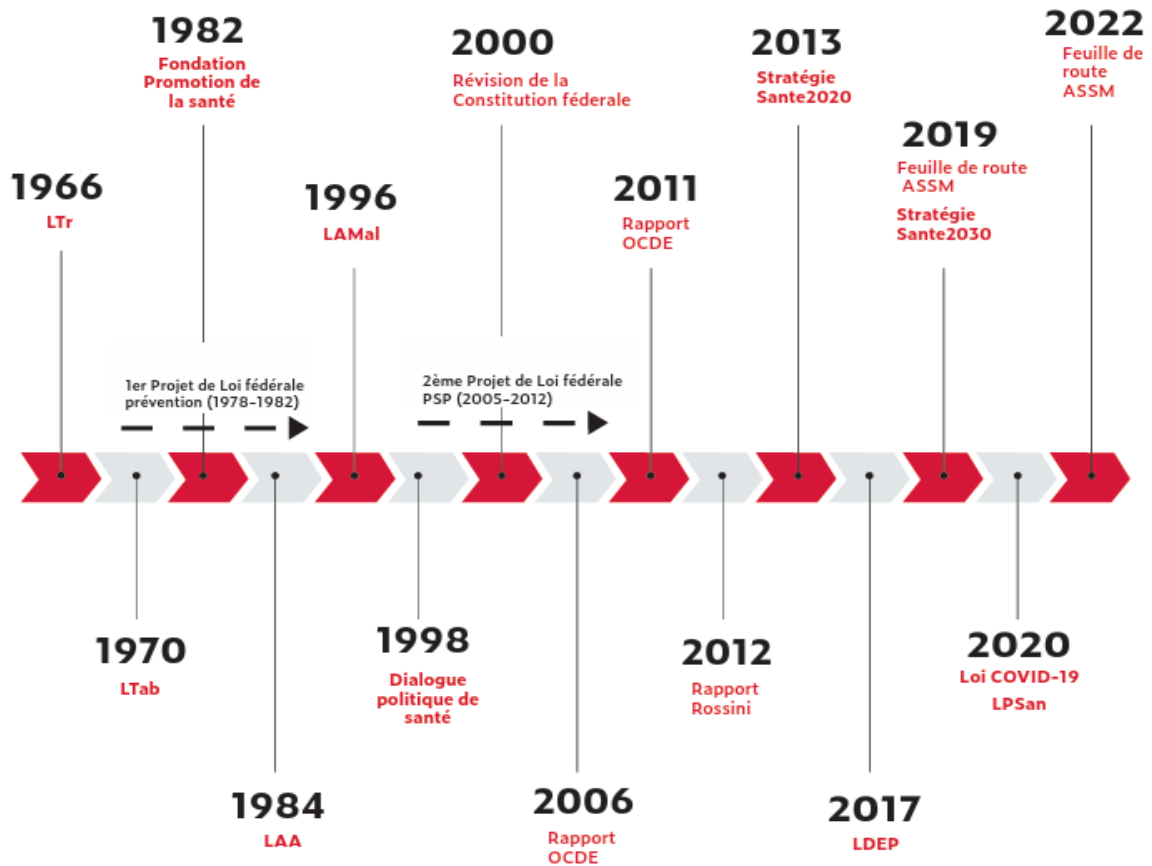 1966
LTr
1982
Fondation
Promotion de
la santé
1996
LAMal
2000
Révision de la
Constitution féderale
2011
Rapport
OCDE
2013
Stratégie
Sante2020
2019
Feuille de route
ASSM
Stratégie
Sante2030
2022
Feuille de
route
ASSM
1er Projet de Loi fédérale
prévention (1978-1982)
2ème Projet de Loi fédérale
PSP (2005-2012)
1970
LTab
1984
LAA
1998
Dialogue
politique de
santé
2006
Rapport
OCDE
2012
Rapport
Rossini
2017
LDEP
2020
Loi COVID-19
LPSan